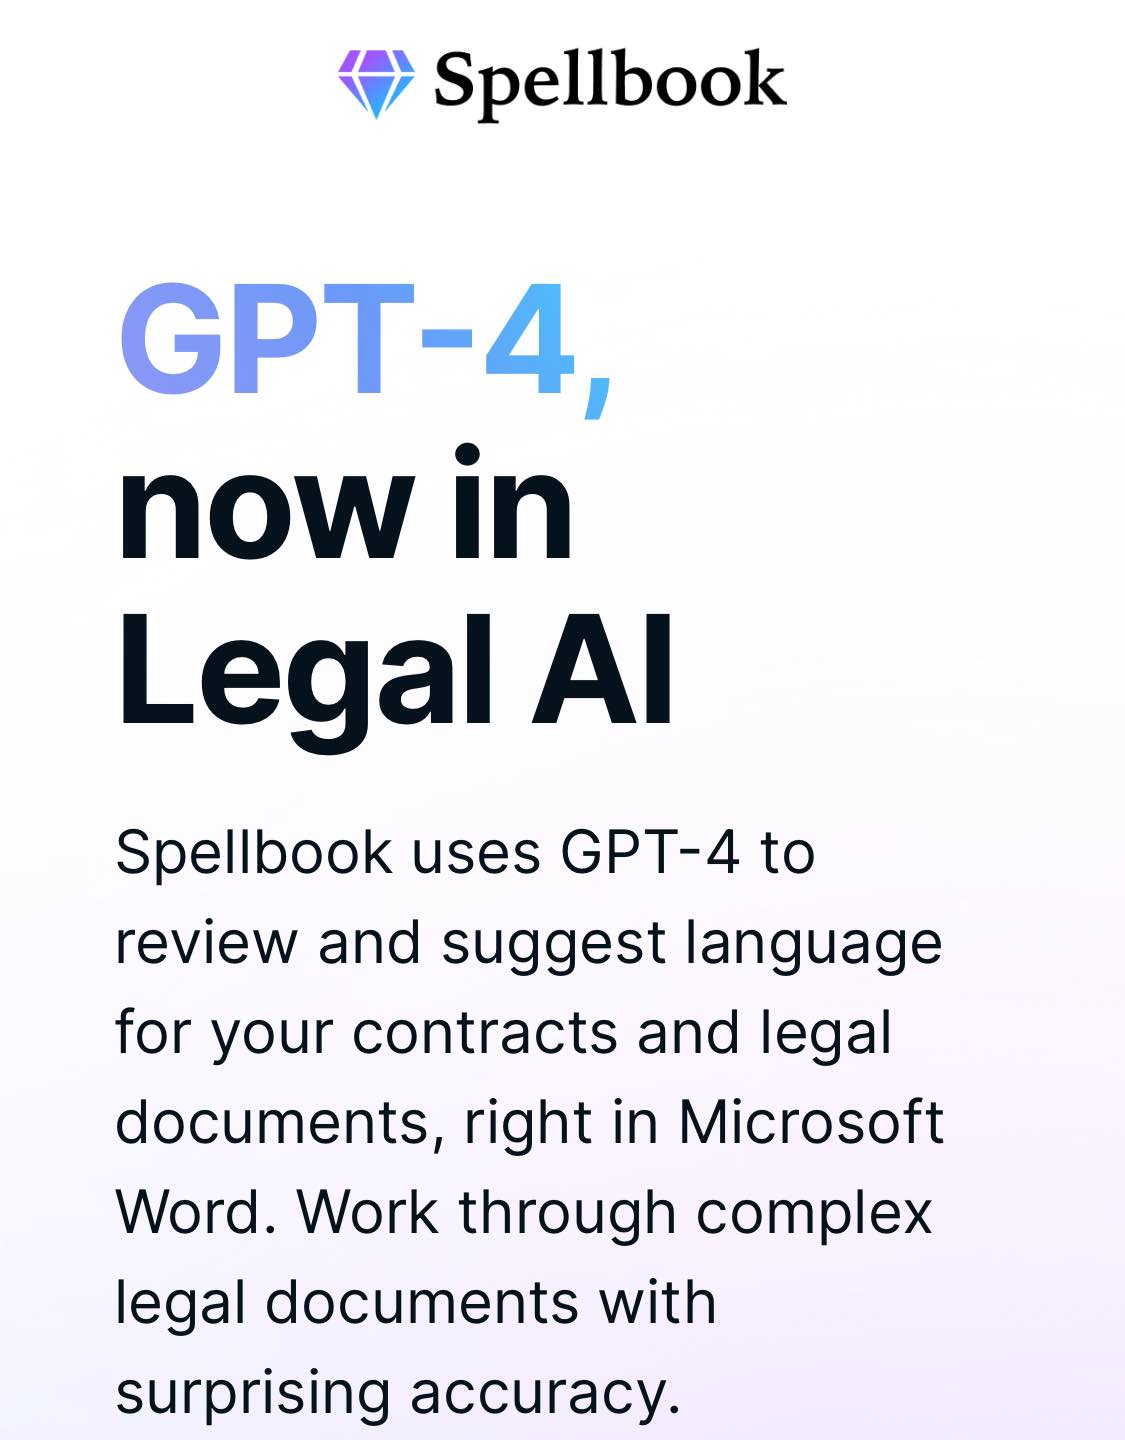 Spellbook
GPT-4,
now in
Legal AI
Spellbook uses GPT-4 to
review and suggest language
for your contracts and legal
documents, right in Microsoft
Word. Work through complex
legal documents with
surprising accuracy.